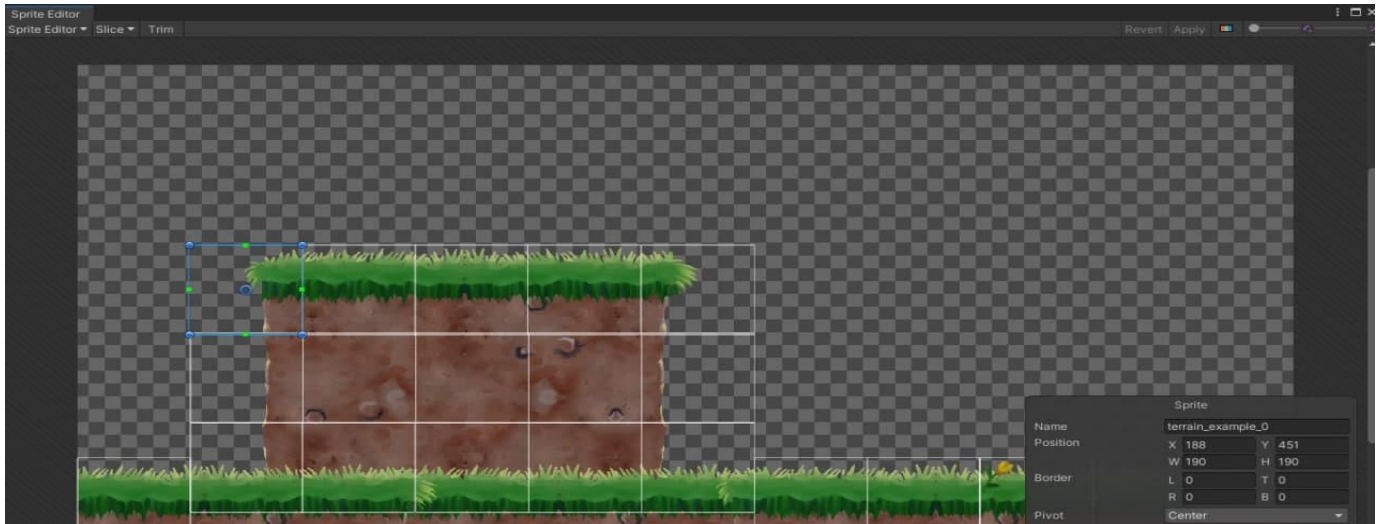 Sprite Editor
Sprite Editor Slice Trim Revert Apply
Sprite
Name terrain_example_0
Position X 188 Y 451
W 190 H 190
Border L 0 T 0
R 0 B 0
Pivot Center